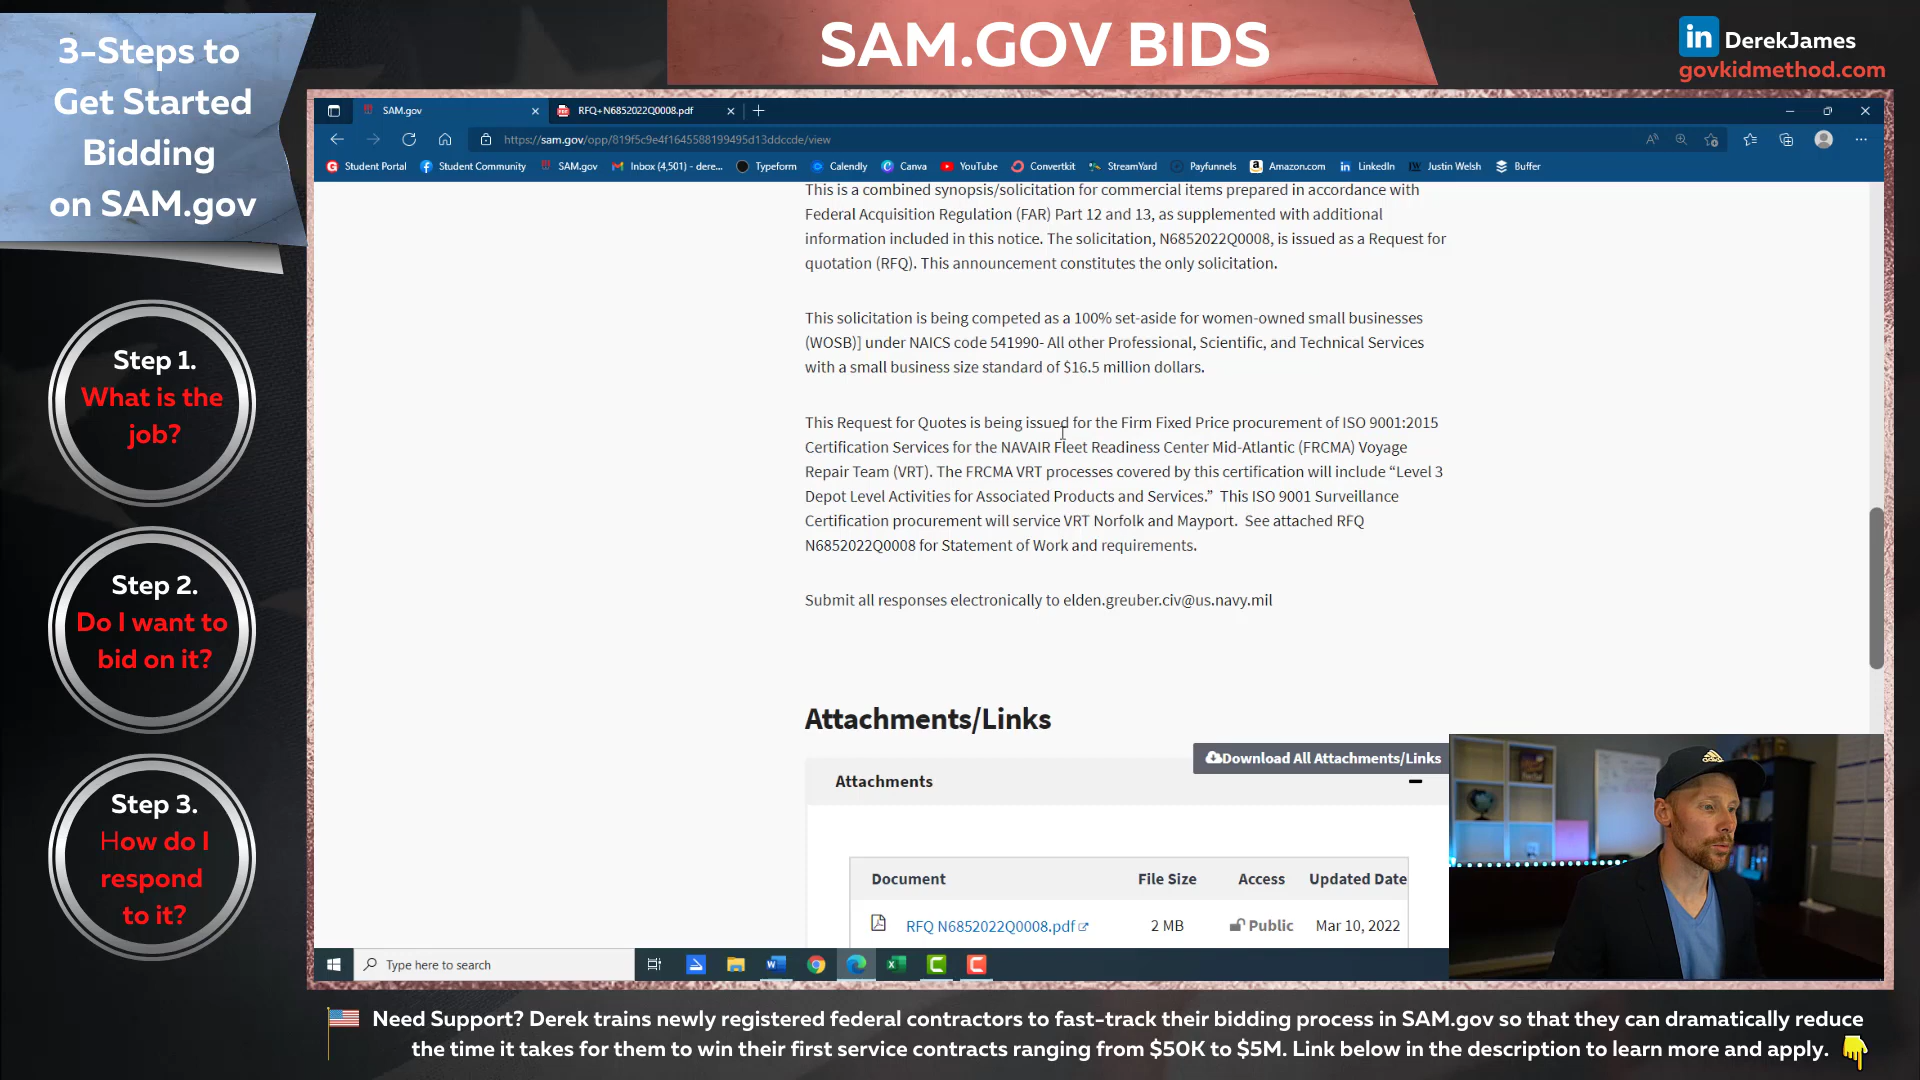 3-Steps to
Get Started
Bidding
on SAM.gov
SAM.GOV BIDS
in DerekJames
govkidmethod.com
Step 1.
What is the
job?
Step 2.
Do I want to
bid on it?
Step 3.
How do I
respond
to it?
SAM.gov
RFQ+N6852022Q0008.pdf
https://sam.gov/opp/819f5c9e4f1645588199495d13ddccde/view
Student Portal Student Community SAM.gov Inbox (4,501) - dere... Typeform Calendly Canva YouTube Convertkit StreamYard Payfunnels Amazon.com LinkedIn Justin Welsh Buffer
This is a combined synopsis/solicitation for commercial items prepared in accordance with
Federal Acquisition Regulation (FAR) Part 12 and 13, as supplemented with additional
information included in this notice. The solicitation, N6852022Q0008, is issued as a Request for
quotation (RFQ). This announcement constitutes the only solicitation.
This solicitation is being competed as a 100% set-aside for women-owned small businesses
(WOSB)] under NAICS code 541990- All other Professional, Scientific, and Technical Services
with a small business size standard of $16.5 million dollars.
This Request for Quotes is being issued for the Firm Fixed Price procurement of ISO 9001:2015
Certification Services for the NAVAIR Fleet Readiness Center Mid-Atlantic (FRCMA) Voyage
Repair Team (VRT). The FRCMA VRT processes covered by this certification will include “Level 3
Depot Level Activities for Associated Products and Services.” This ISO 9001 Surveillance
Certification procurement will service VRT Norfolk and Mayport. See attached RFQ
N6852022Q0008 for Statement of Work and requirements.
Submit all responses electronically to elden.greuber.civ@us.navy.mil
Attachments/Links
Download All Attachments/Links
Attachments
Document File Size Access Updated Date
RFQ N6852022Q0008.pdf 2 MB Public Mar 10, 2022
Type here to search
Need Support? Derek trains newly registered federal contractors to fast-track their bidding process in SAM.gov so that they can dramatically reduce
the time it takes for them to win their first service contracts ranging from $50K to $5M. Link below in the description to learn more and apply.